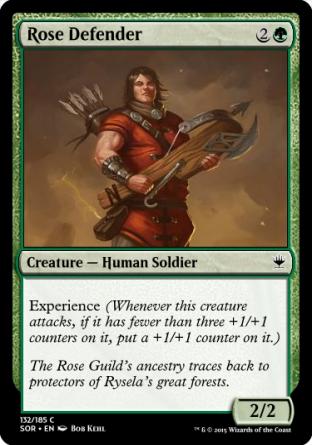 Rose Defender 2
Creature — Human Soldier
Experience (Whenever this creature
attacks, if it has fewer than three +1/+1
counters on it, put a +1/+1 counter on it.)
The Rose Guild's ancestry traces back to
protectors of Rysela's great forests.
2/2
132/185 C
SOR • EN BOB KEHL ™ & © 2015 Wizards of the Coast